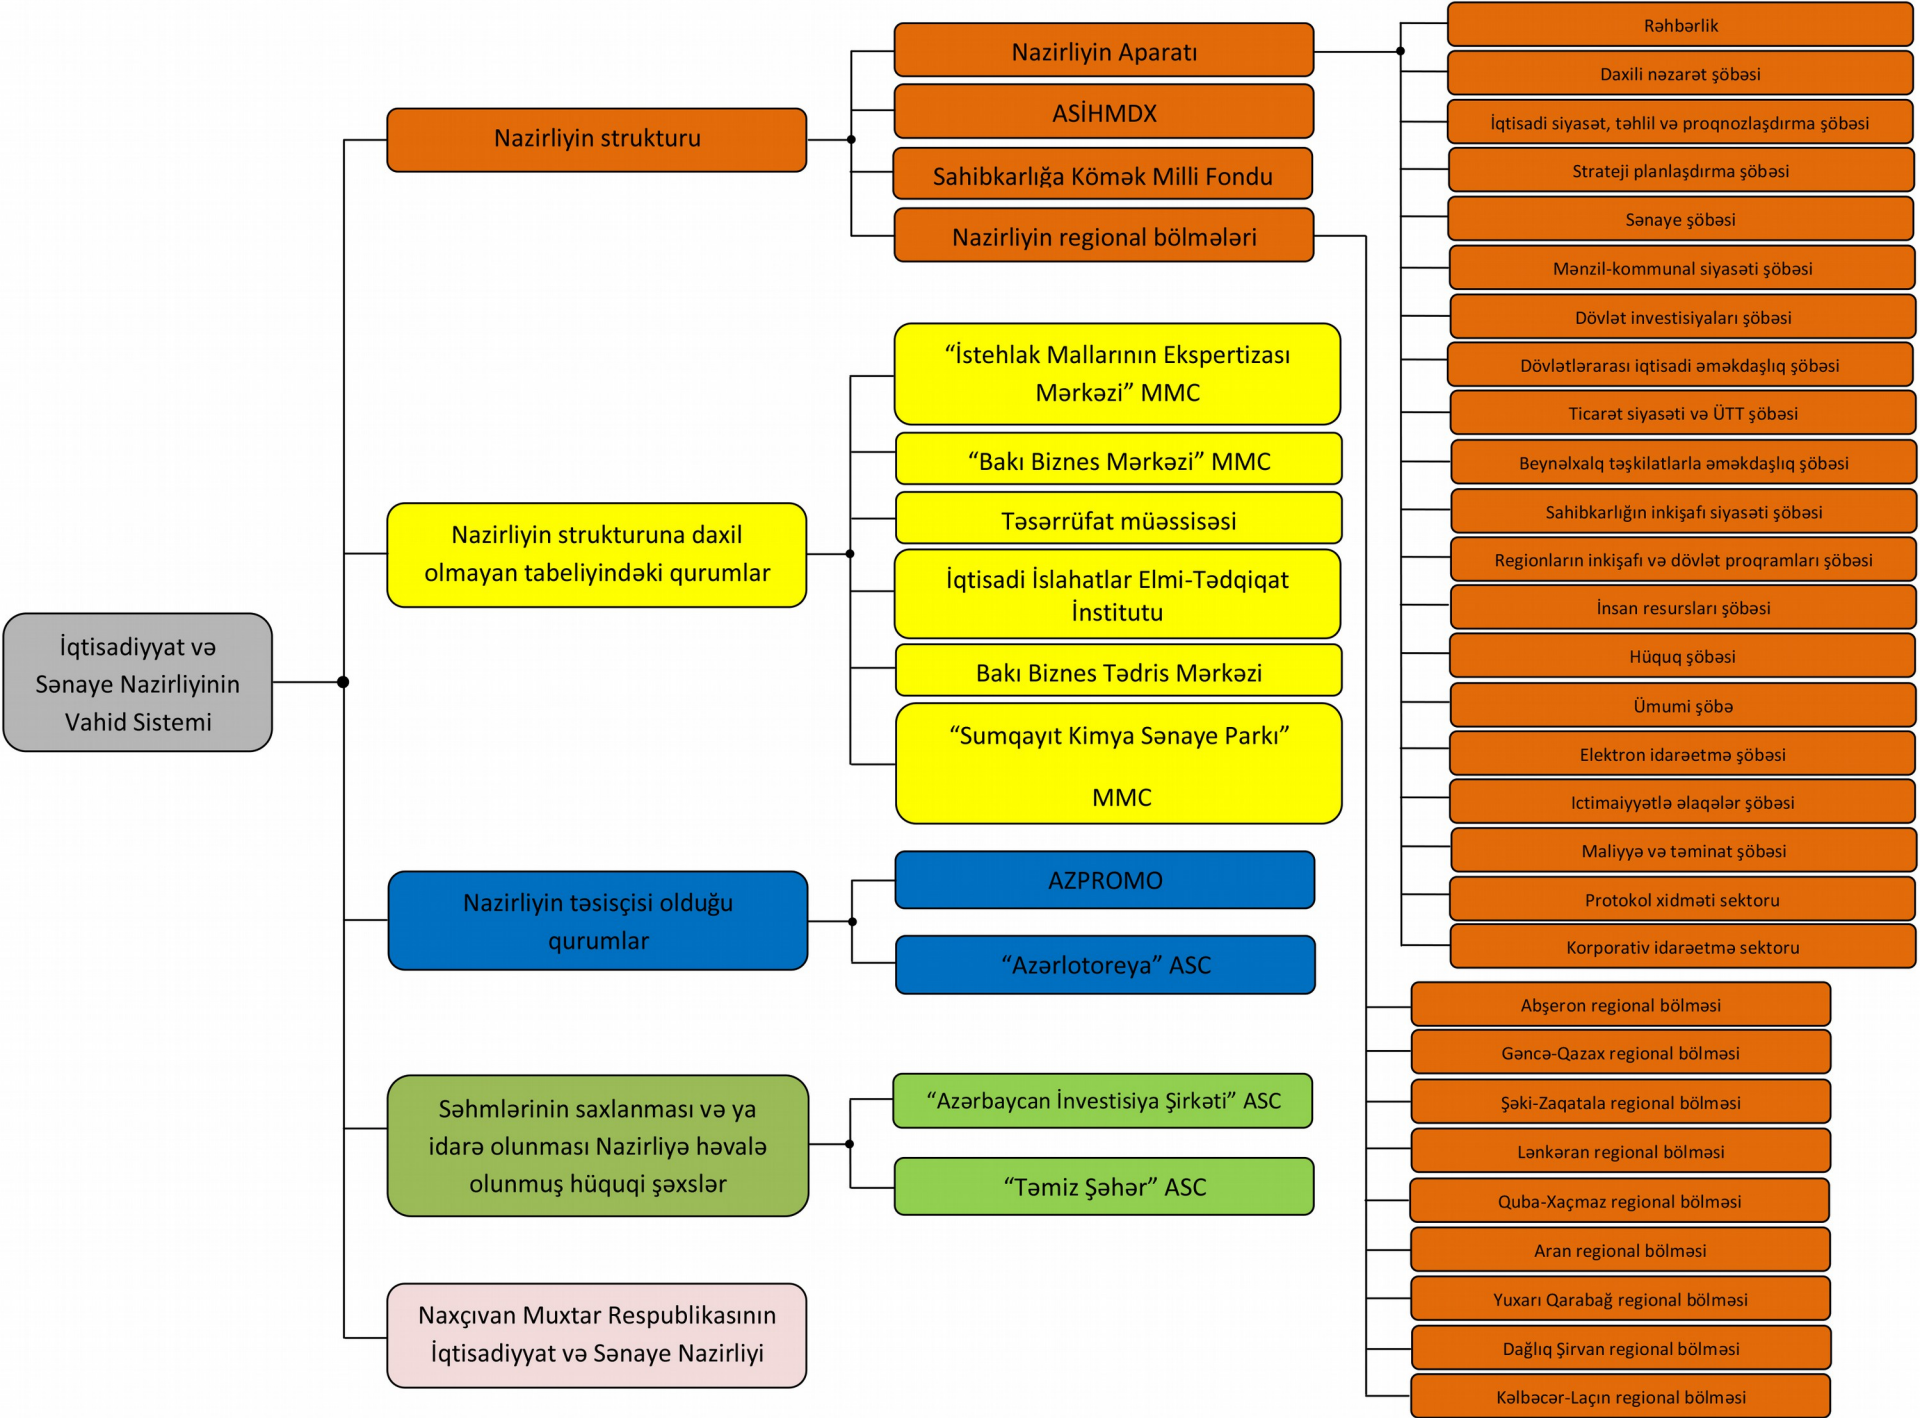 İqtisadiyyat və
Sənaye Nazirliyinin
Vahid Sistemi
Nazirliyin strukturu
Nazirliyin Aparatı
ASİHMDX
Sahibkarlığa Kömək Milli Fondu
Nazirliyin regional bölmələri
Rəhbərlik
Daxili nəzarət şöbəsi
İqtisadi siyasət, təhlil və proqnozlaşdırma şöbəsi
Strateji planlaşdırma şöbəsi
Sənaye şöbəsi
Mənzil-kommunal siyasəti şöbəsi
Dövlət investisiyaları şöbəsi
Dövlətlərarası iqtisadi əməkdaşlıq şöbəsi
Ticarət siyasəti və ÜTT şöbəsi
Beynəlxalq təşkilatlarla əməkdaşlıq şöbəsi
Sahibkarlığın inkişafı siyasəti şöbəsi
Regionların inkişafı və dövlət proqramları şöbəsi
İnsan resursları şöbəsi
Hüquq şöbəsi
Ümumi şöbə
Elektron idarəetmə şöbəsi
Ictimaiyyətlə əlaqələr şöbəsi
Maliyyə və təminat şöbəsi
Protokol xidməti sektoru
Korporativ idarəetmə sektoru
Abşeron regional bölməsi
Gəncə-Qazax regional bölməsi
Şəki-Zaqatala regional bölməsi
Lənkəran regional bölməsi
Quba-Xaçmaz regional bölməsi
Aran regional bölməsi
Yuxarı Qarabağ regional bölməsi
Dağlıq Şirvan regional bölməsi
Kəlbəcər-Laçın regional bölməsi
Nazirliyin strukturuna daxil
olmayan tabeliyindəki qurumlar
“İstehlak Mallarının Ekspertizası
Mərkəzi” MMC
“Bakı Biznes Mərkəzi” MMC
Təsərrüfat müəssisəsi
İqtisadi İslahatlar Elmi-Tədqiqat
İnstitutu
Bakı Biznes Tədris Mərkəzi
“Sumqayıt Kimya Sənaye Parkı”
MMC
Nazirliyin təsisçisi olduğu
qurumlar
AZPROMO
“Azərlotoreya” ASC
Səhmlərinin saxlanması və ya
idarə olunması Nazirliyə həvalə
olunmuş hüquqi şəxslər
“Azərbaycan İnvestisiya Şirkəti” ASC
“Təmiz Şəhər” ASC
Naxçıvan Muxtar Respublikasının
İqtisadiyyat və Sənaye Nazirliyi